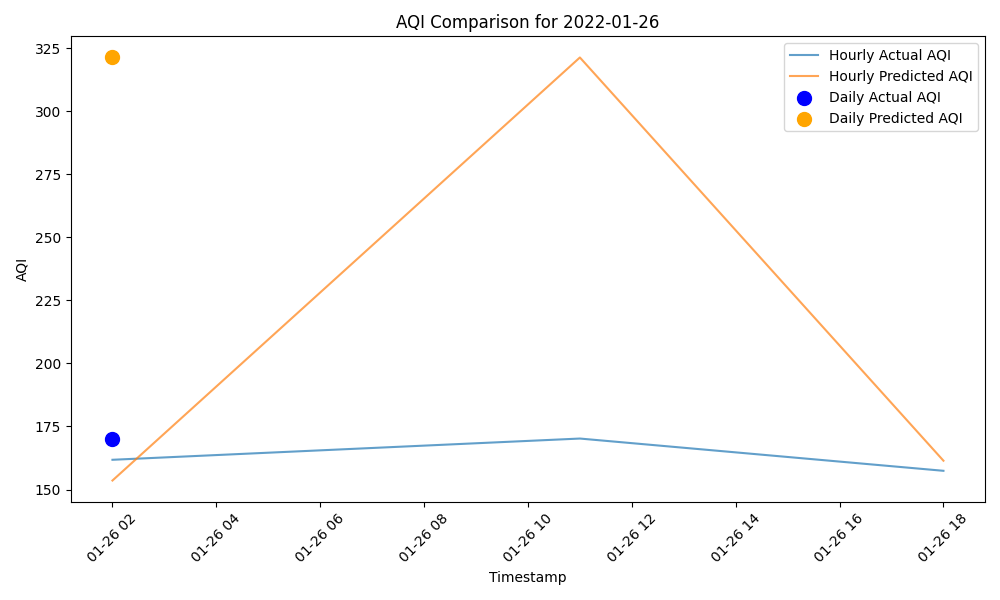 AQI Comparison for 2022-01-26
Hourly Actual AQI
Hourly Predicted AQI
Daily Actual AQI
Daily Predicted AQI
AQI
325
300
275
250
225
200
175
150
01-26 02
01-26 04
01-26 06
01-26 08
01-26 10
01-26 12
01-26 14
01-26 16
01-26 18
Timestamp